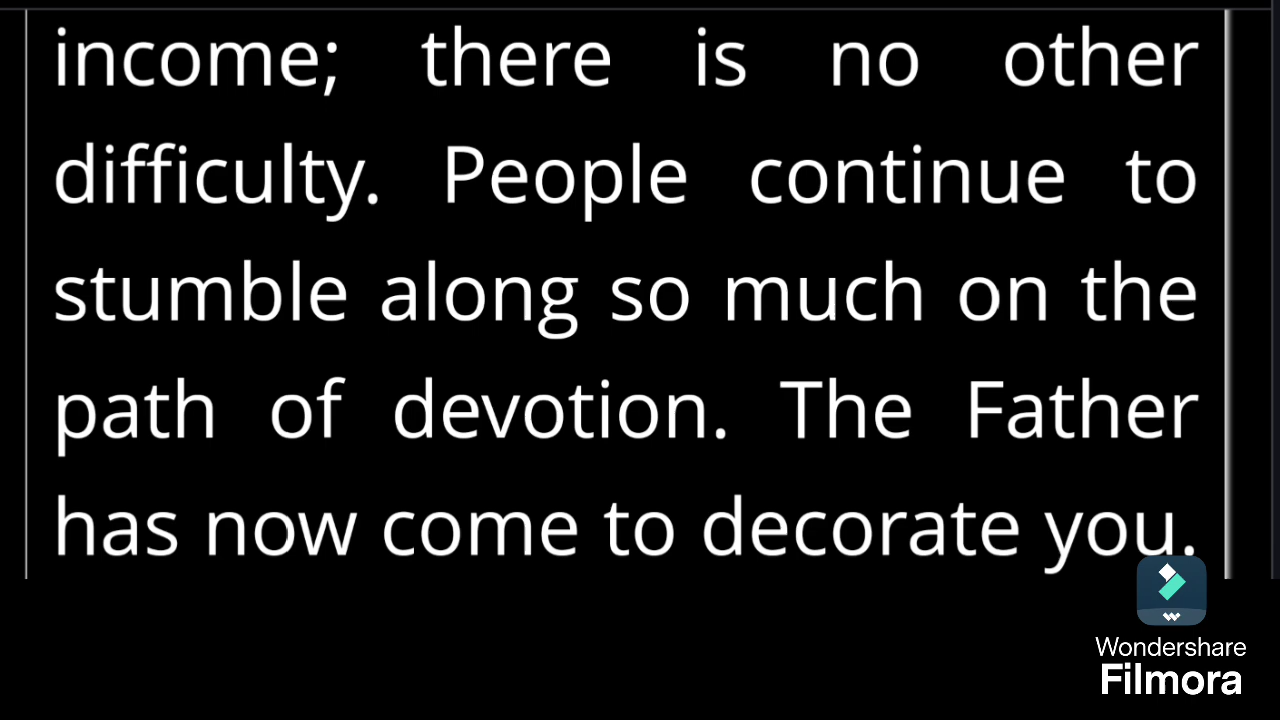 income; there is no other
difficulty. People continue to
stumble along so much on the
path of devotion. The Father
has now come to decorate you.
Wondershare
Filmora